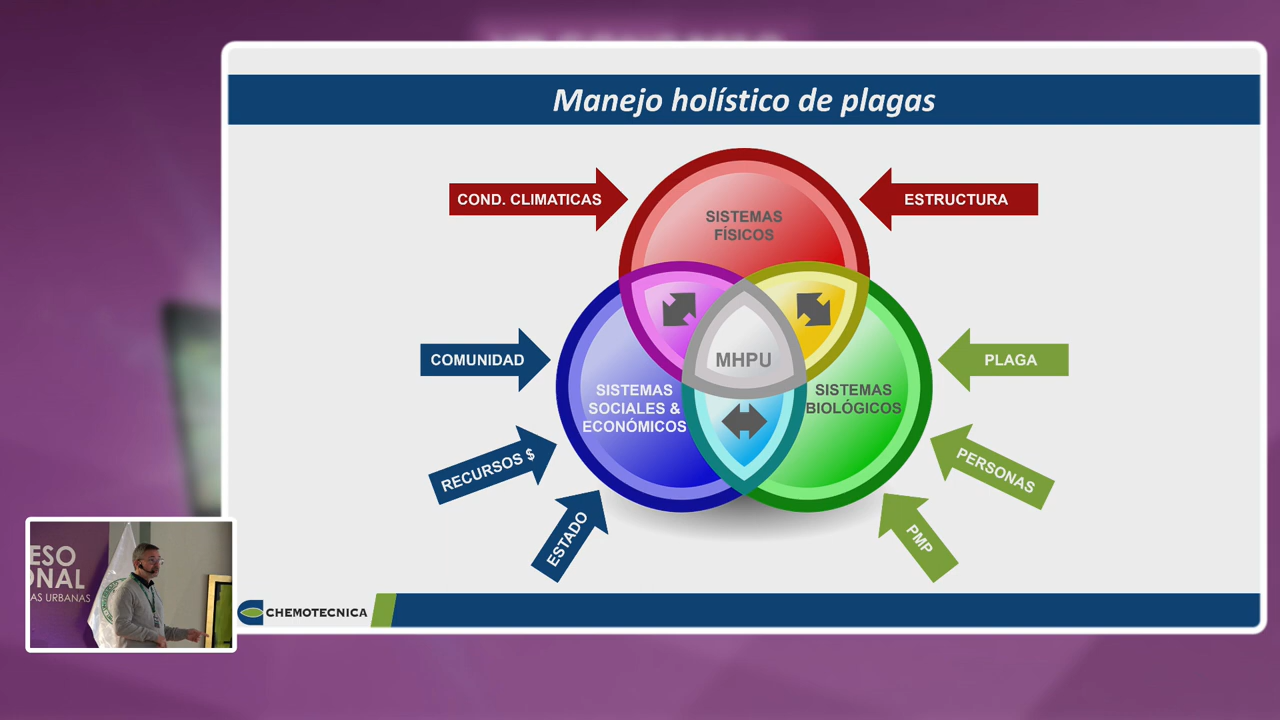 Manejo holístico de plagas
COND. CLIMATICAS
ESTRUCTURA
SISTEMAS
FÍSICOS
COMUNIDAD
PLAGA
MHPU
SISTEMAS
SOCIALES &
ECONÓMICOS
SISTEMAS
BIOLÓGICOS
RECURSOS $
PERSONAS
ESTADO
PMP
ESO
ONAL
AS URBANAS
CHEMOTECNICA